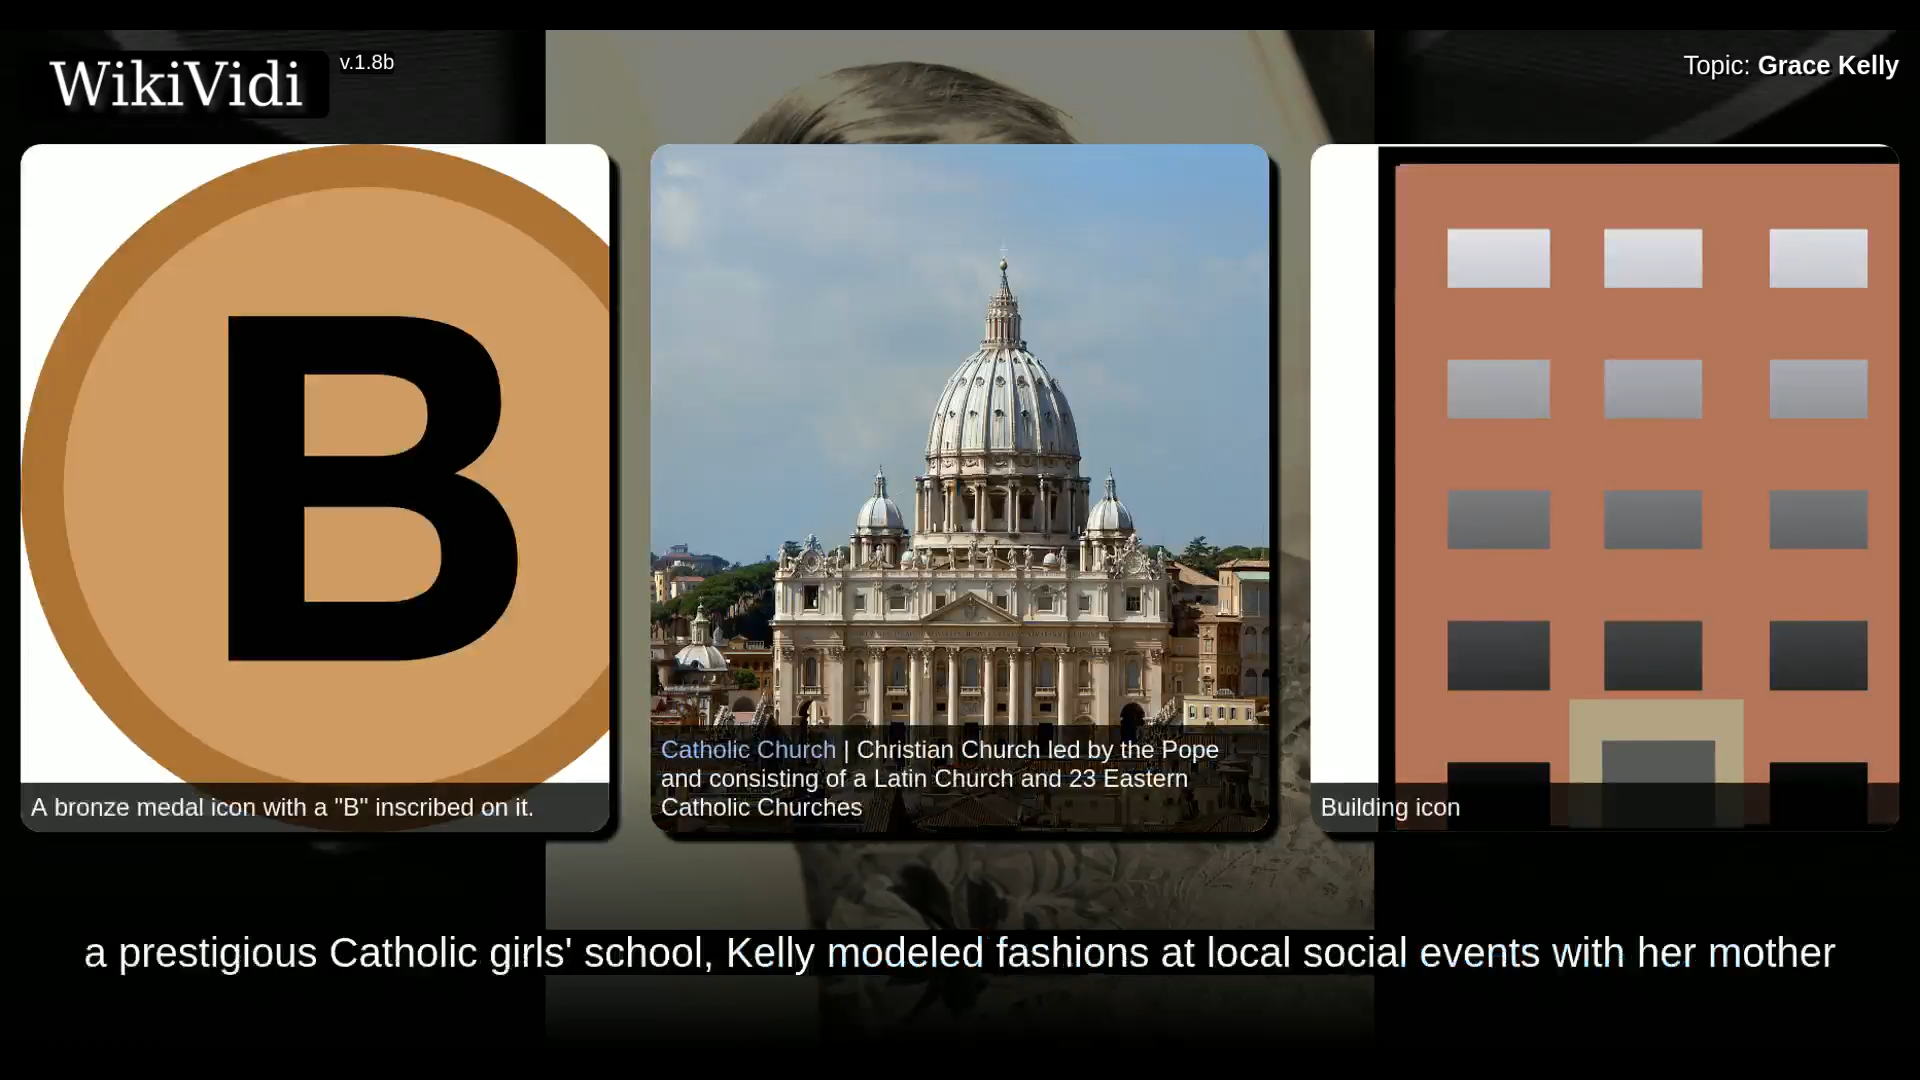 WikiVidi
v.1.8b
Topic: Grace Kelly
B
A bronze medal icon with a "B" inscribed on it.
Catholic Church | Christian Church led by the Pope
and consisting of a Latin Church and 23 Eastern
Catholic Churches
Building icon
a prestigious Catholic girls' school, Kelly modeled fashions at local social events with her mother